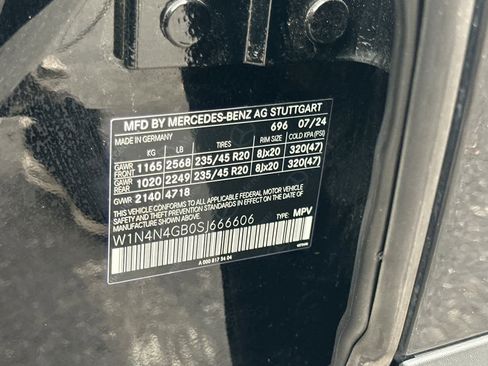 MFD BY MERCEDES-BENZ AG STUTTGART
MADE IN GERMANY 696 07/24
KG LB TIRES RIM SIZE COLD KPA(PSI)
GAWR FRONT 1165 2568 235/45 R20 8Jx20 320(47)
GAWR REAR 1020 2249 235/45 R20 8Jx20 320(47)
GVWR 2140 4718
THIS VEHICLE CONFORMS TO ALL APPLICABLE FEDERAL MOTOR VEHICLE
SAFETY, BUMPER, AND THEFT PREVENTION STANDARDS IN EFFECT
ON THE DATE OF MANUFACTURE SHOWN ABOVE.
W1N4N4GB0SJ666606 TYPE: MPV
A 000 817 34 04